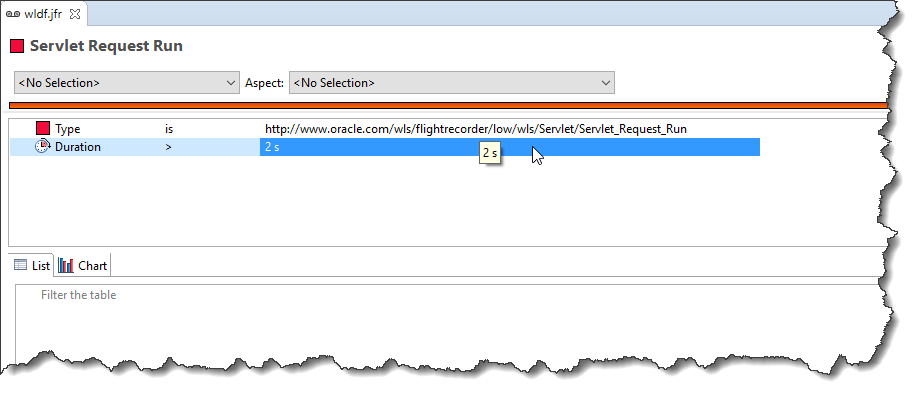 wldf.jfr
Servlet Request Run
<No Selection> Aspect: <No Selection>
Type is http://www.oracle.com/wls/flightrecorder/low/wls/Servlet/Servlet_Request_Run
Duration > 2 s
2 s
List Chart
Filter the table